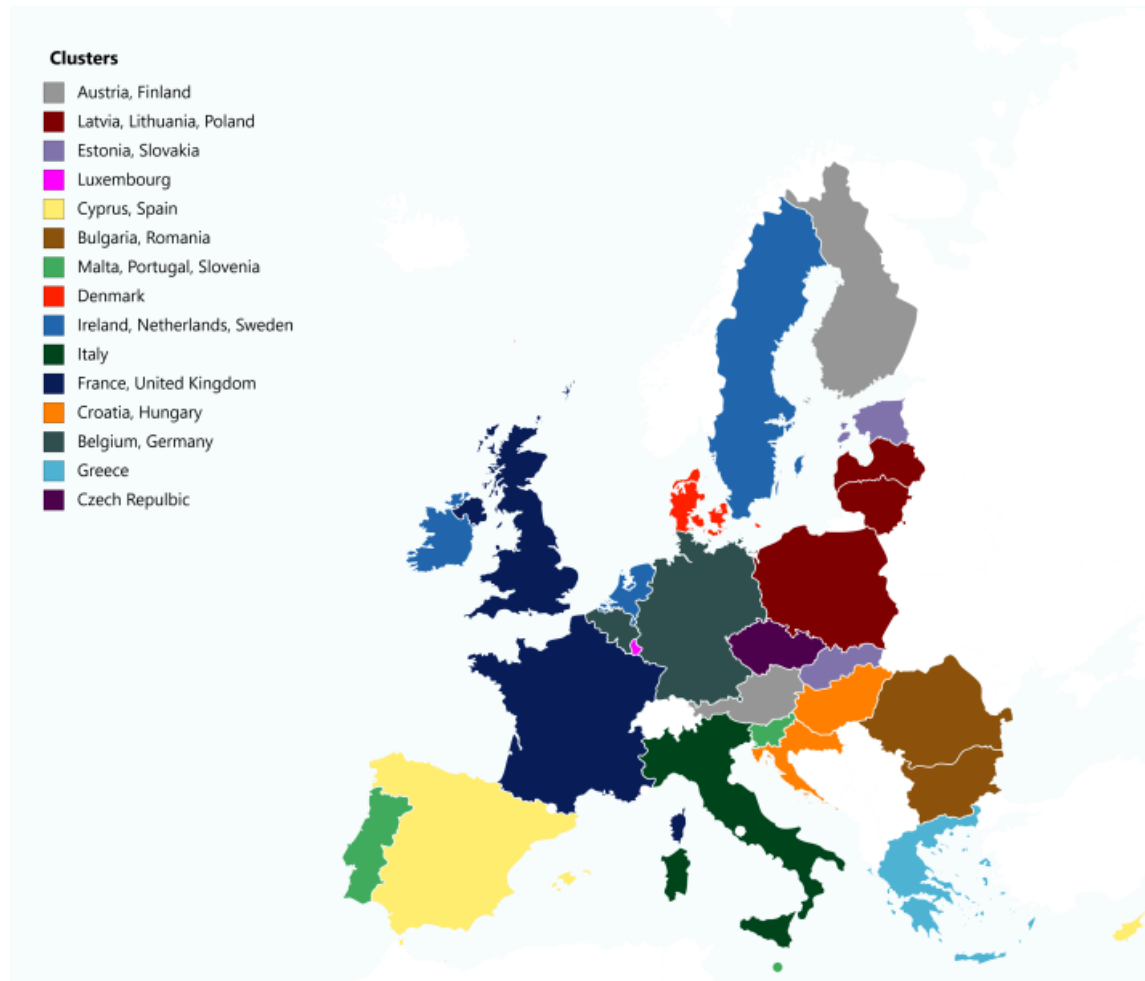 Clusters
Austria, Finland
Latvia, Lithuania, Poland
Estonia, Slovakia
Luxembourg
Cyprus, Spain
Bulgaria, Romania
Malta, Portugal, Slovenia
Denmark
Ireland, Netherlands, Sweden
Italy
France, United Kingdom
Croatia, Hungary
Belgium, Germany
Greece
Czech Repulbic